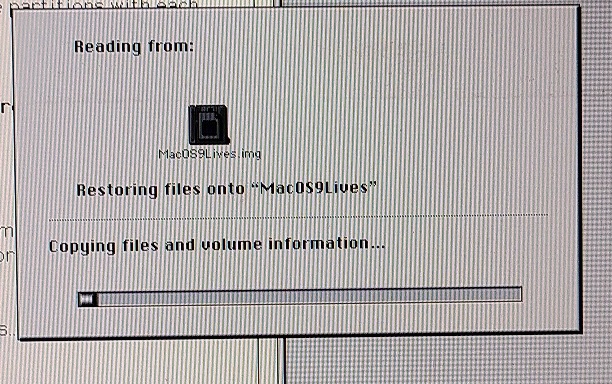 partitions with each
Reading from:
MacOS9Lives.img
Restoring files onto “MacOS9Lives”
Copying files and volume information...